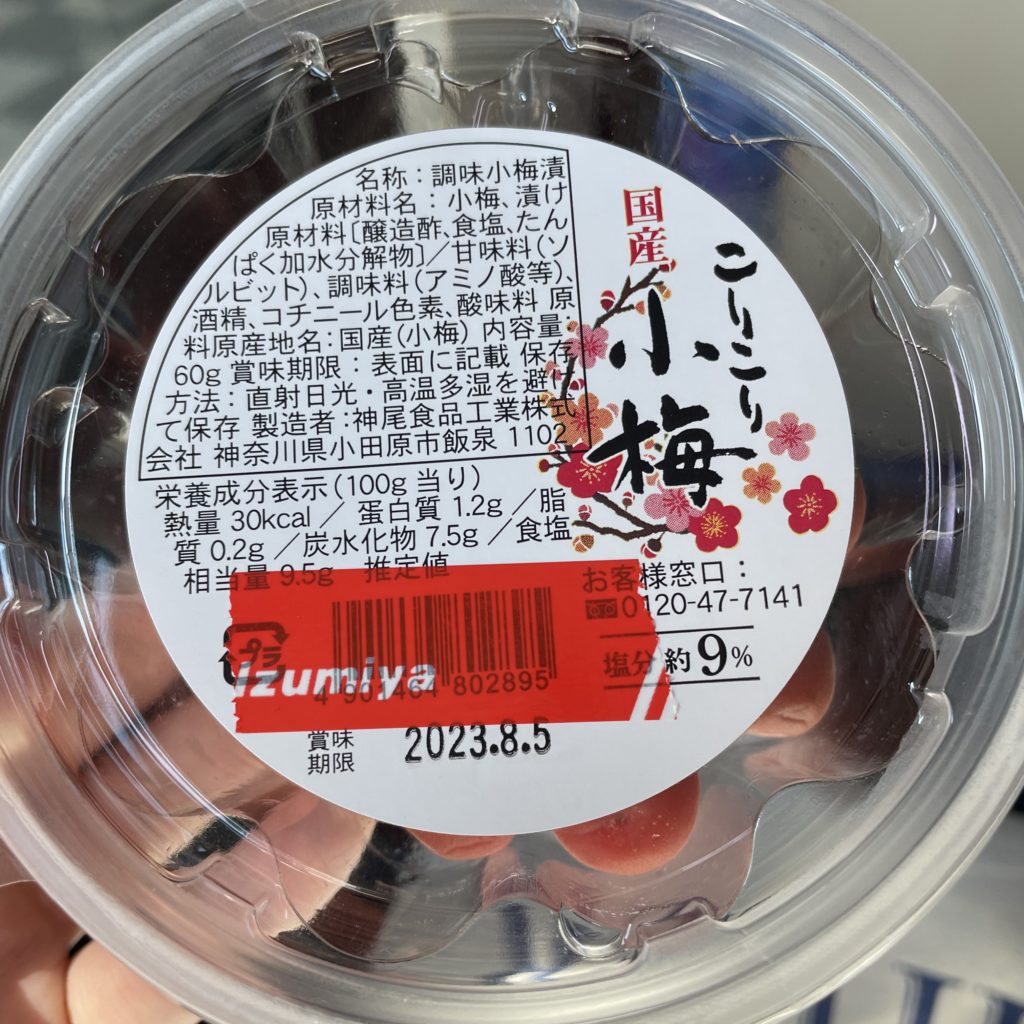 名称：調味小梅漬
原材料名：小梅、漬け
原材料〔醸造酢、食塩、たん
ぱく加水分解物〕／甘味料（ソ
ルビット）、調味料（アミノ酸等）、
酒精、コチニール色素、酸味料 原
料原産地名：国産（小梅） 内容量：
60g 賞味期限：表面に記載 保存
方法：直射日光・高温多湿を避け
て保存 製造者：神尾食品工業株式
会社 神奈川県小田原市飯泉 1102
栄養成分表示（100g 当り）
熱量 30kcal ／ 蛋白質 1.2g ／脂
質 0.2g ／炭水化物 7.5g ／食塩
相当量 9.5g 推定値
国産
こりこり
小梅
お客様窓口：
0120-47-7141
塩分 約9%
プラ
izumiya
4 901464 802895
賞味
期限
2023.8.5